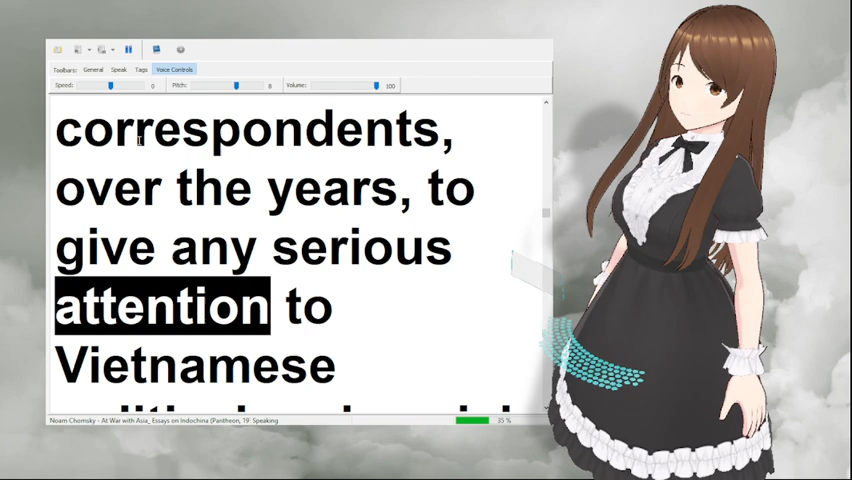 Toolbars: General Speak Tags Voice Controls
Speed: 0 Pitch: 8 Volume: 100
correspondents,
over the years, to
give any serious
attention to
Vietnamese
Noam Chomsky - At War with Asia_ Essays on Indochina (Pantheon, 19 Speaking 35 %